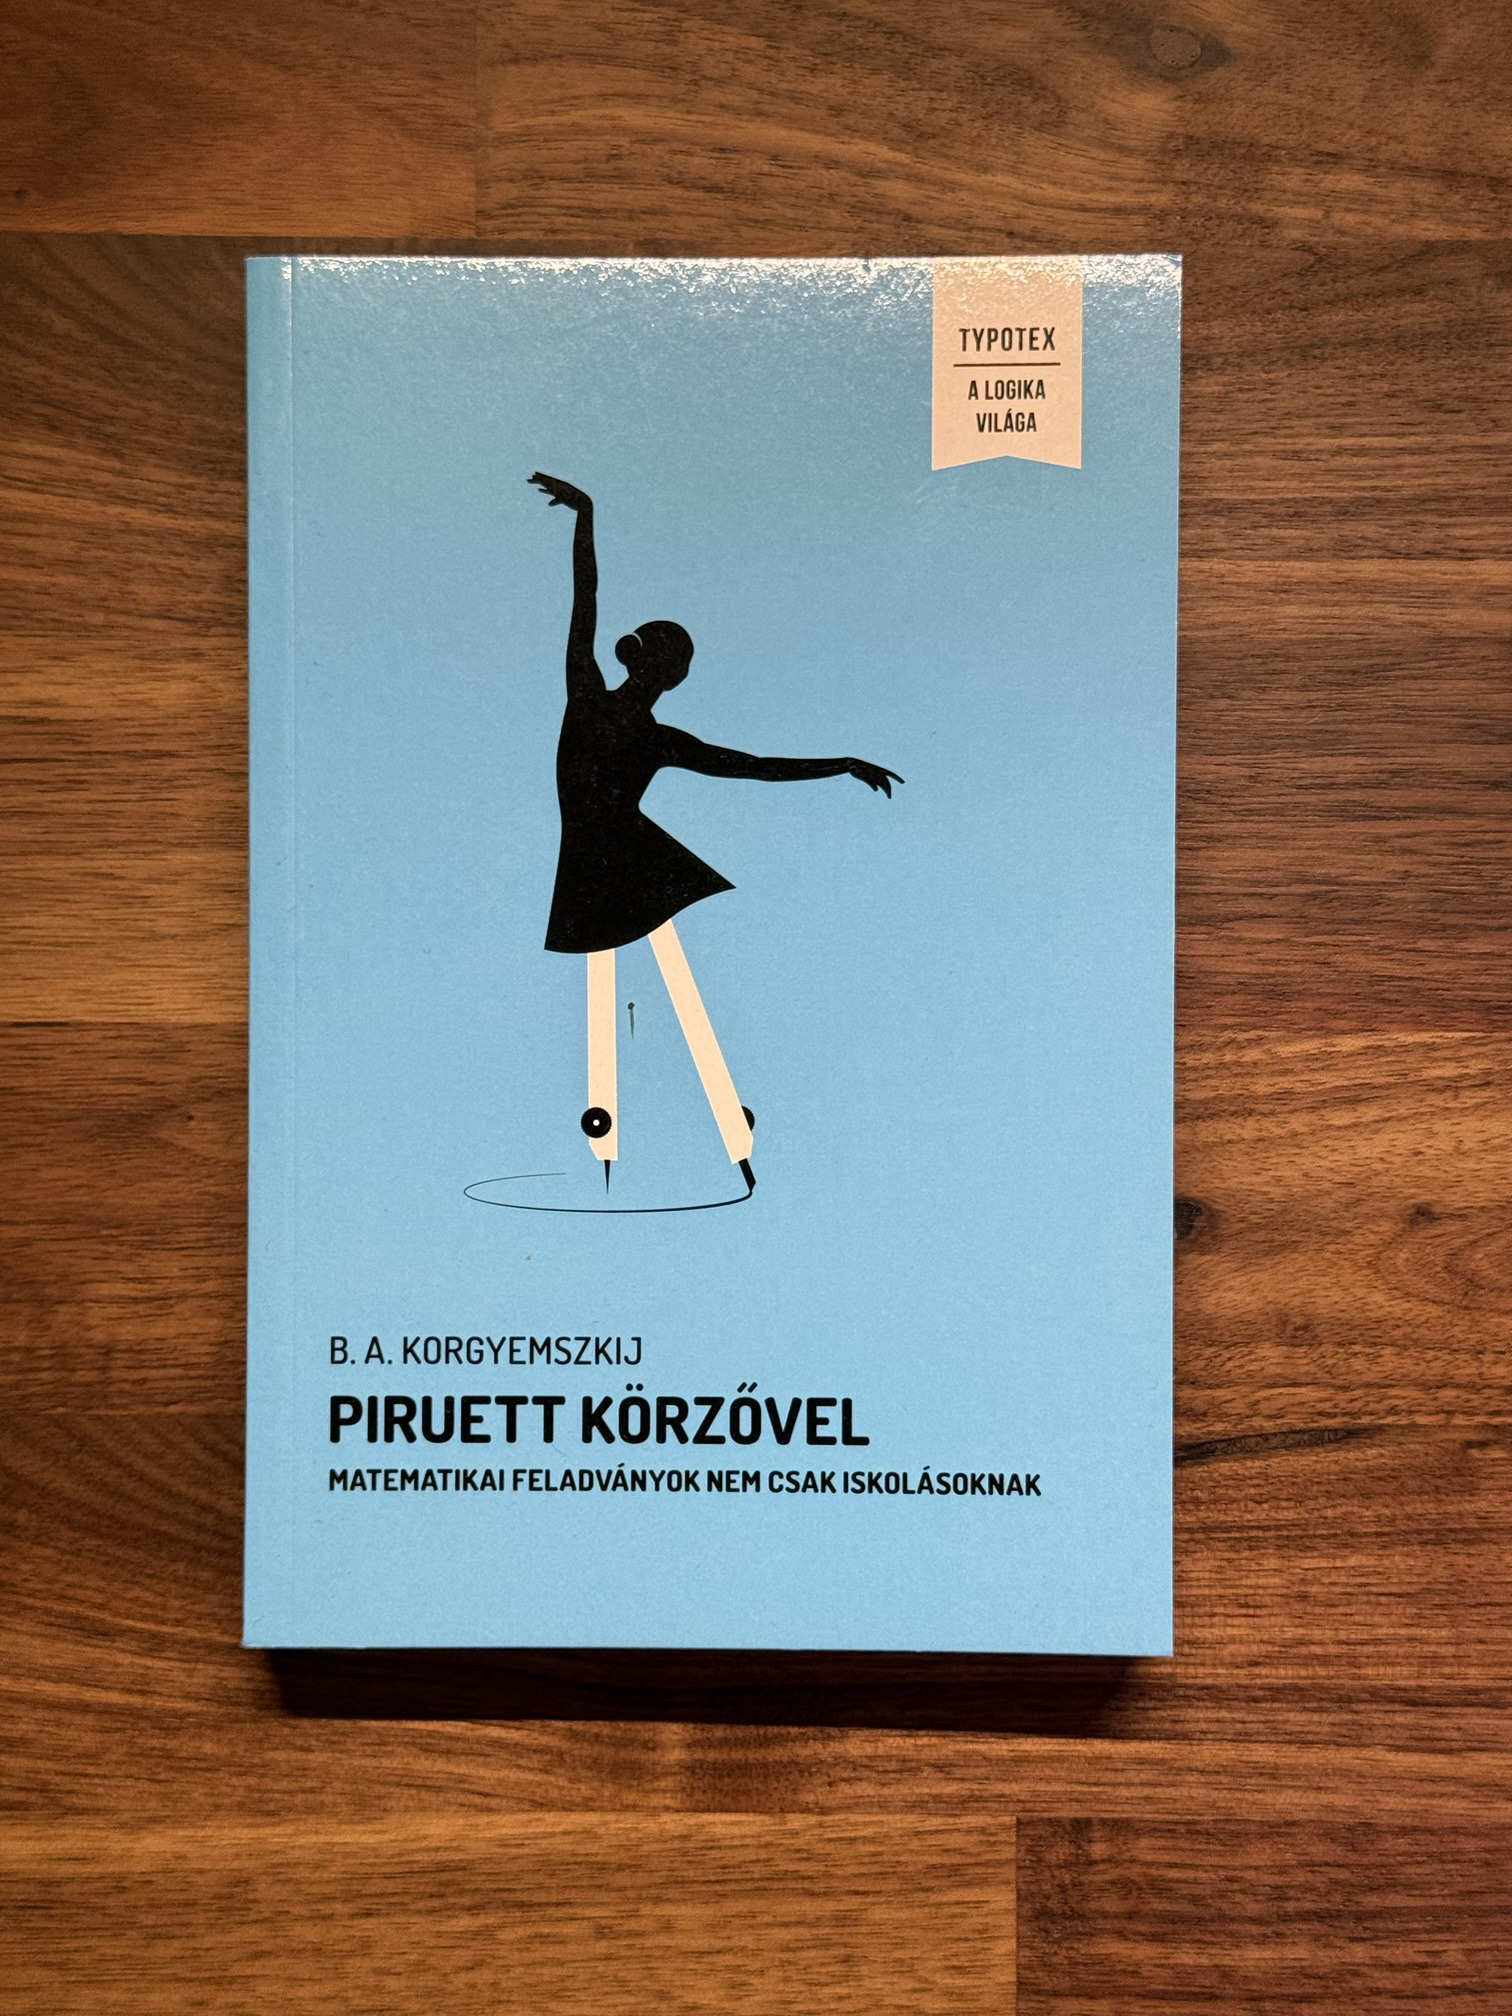 TYPOTEX
A LOGIKA
VILÁGA
B. A. KORGYEMSZKIJ
PIRUETT KÖRZŐVEL
MATEMATIKAI FELADVÁNYOK NEM CSAK ISKOLÁSOKNAK